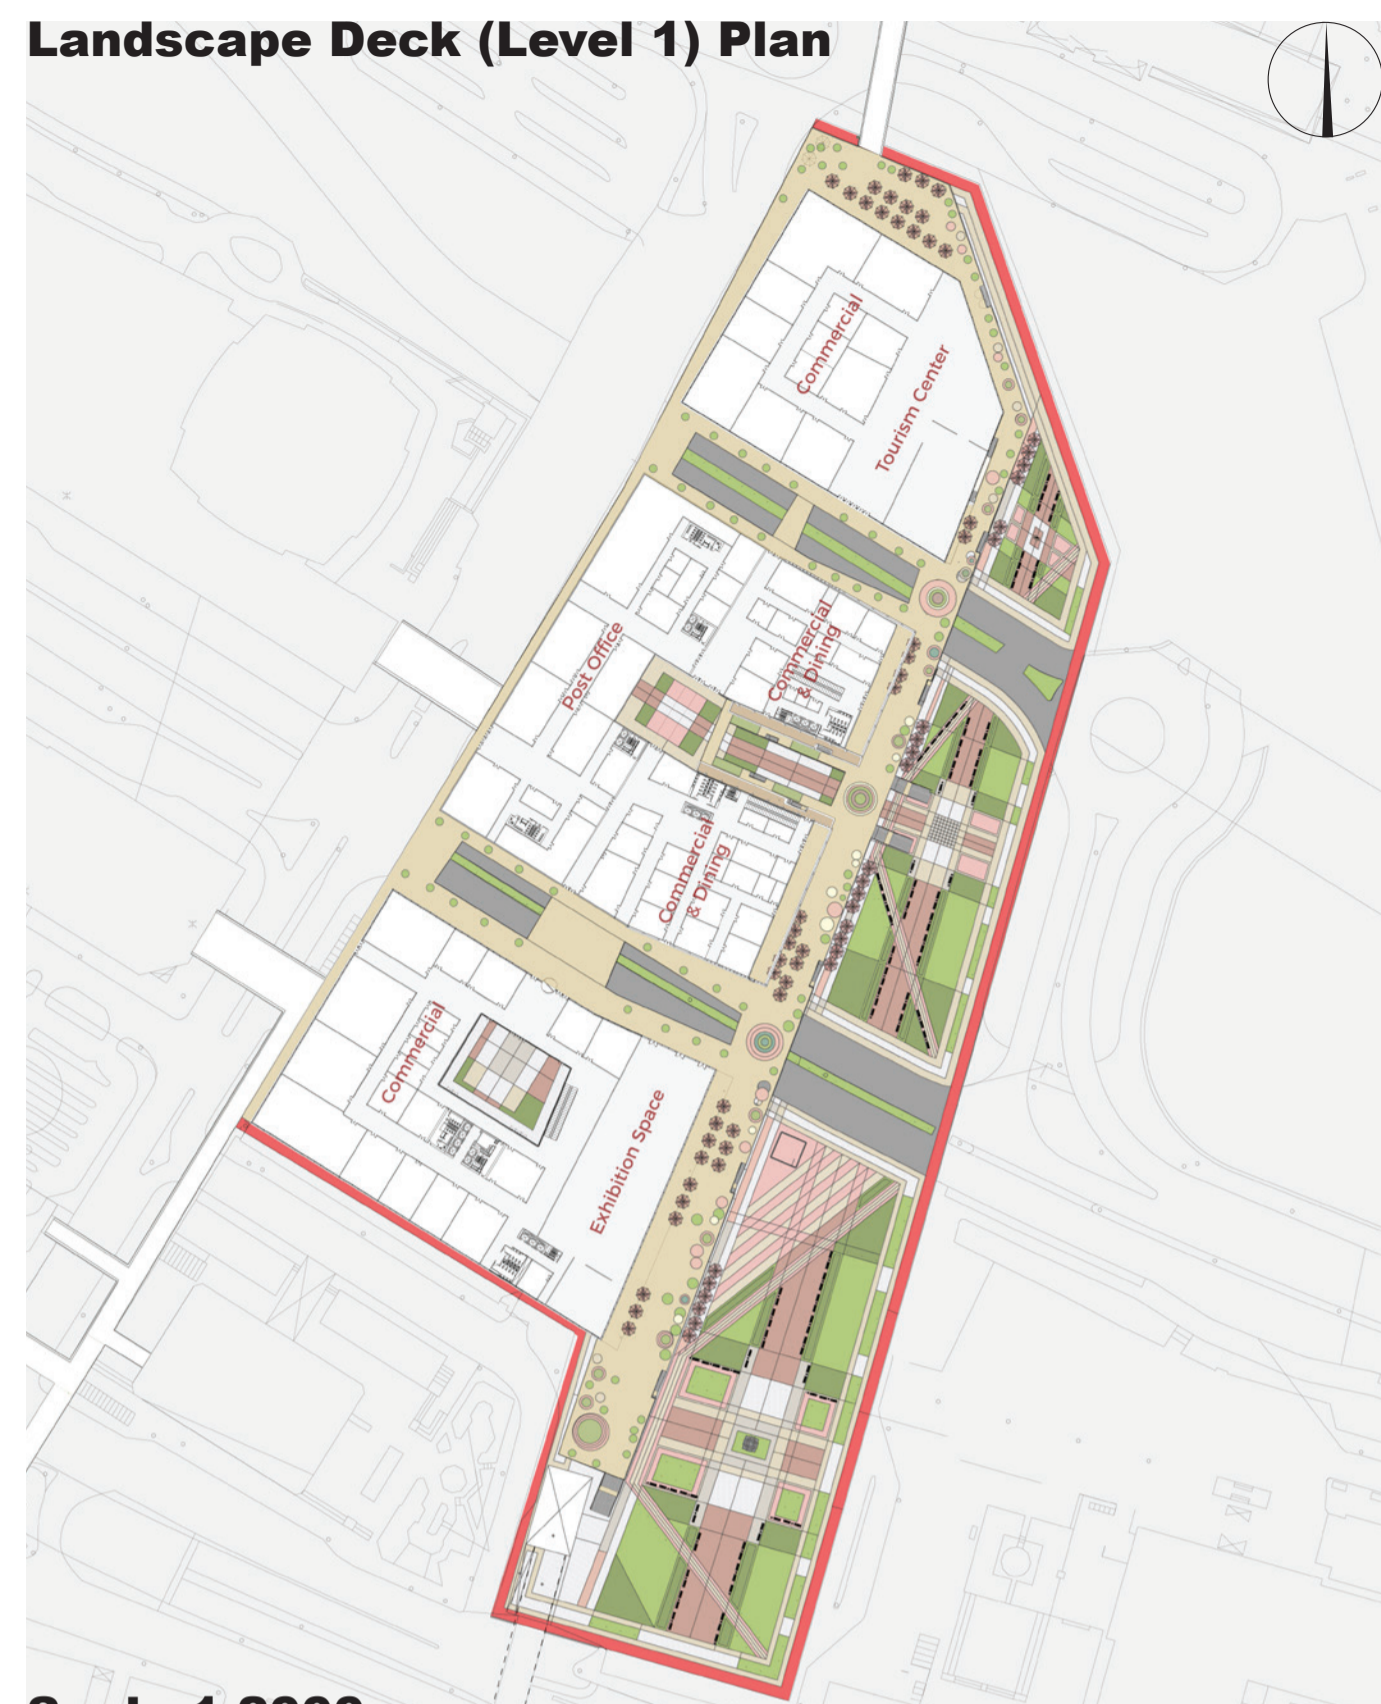 Landscape Deck (Level 1) Plan
Commercial
Tourism Center
Post Office
Commercial
& Dining
Commercial
& Dining
Commercial
Exhibition Space